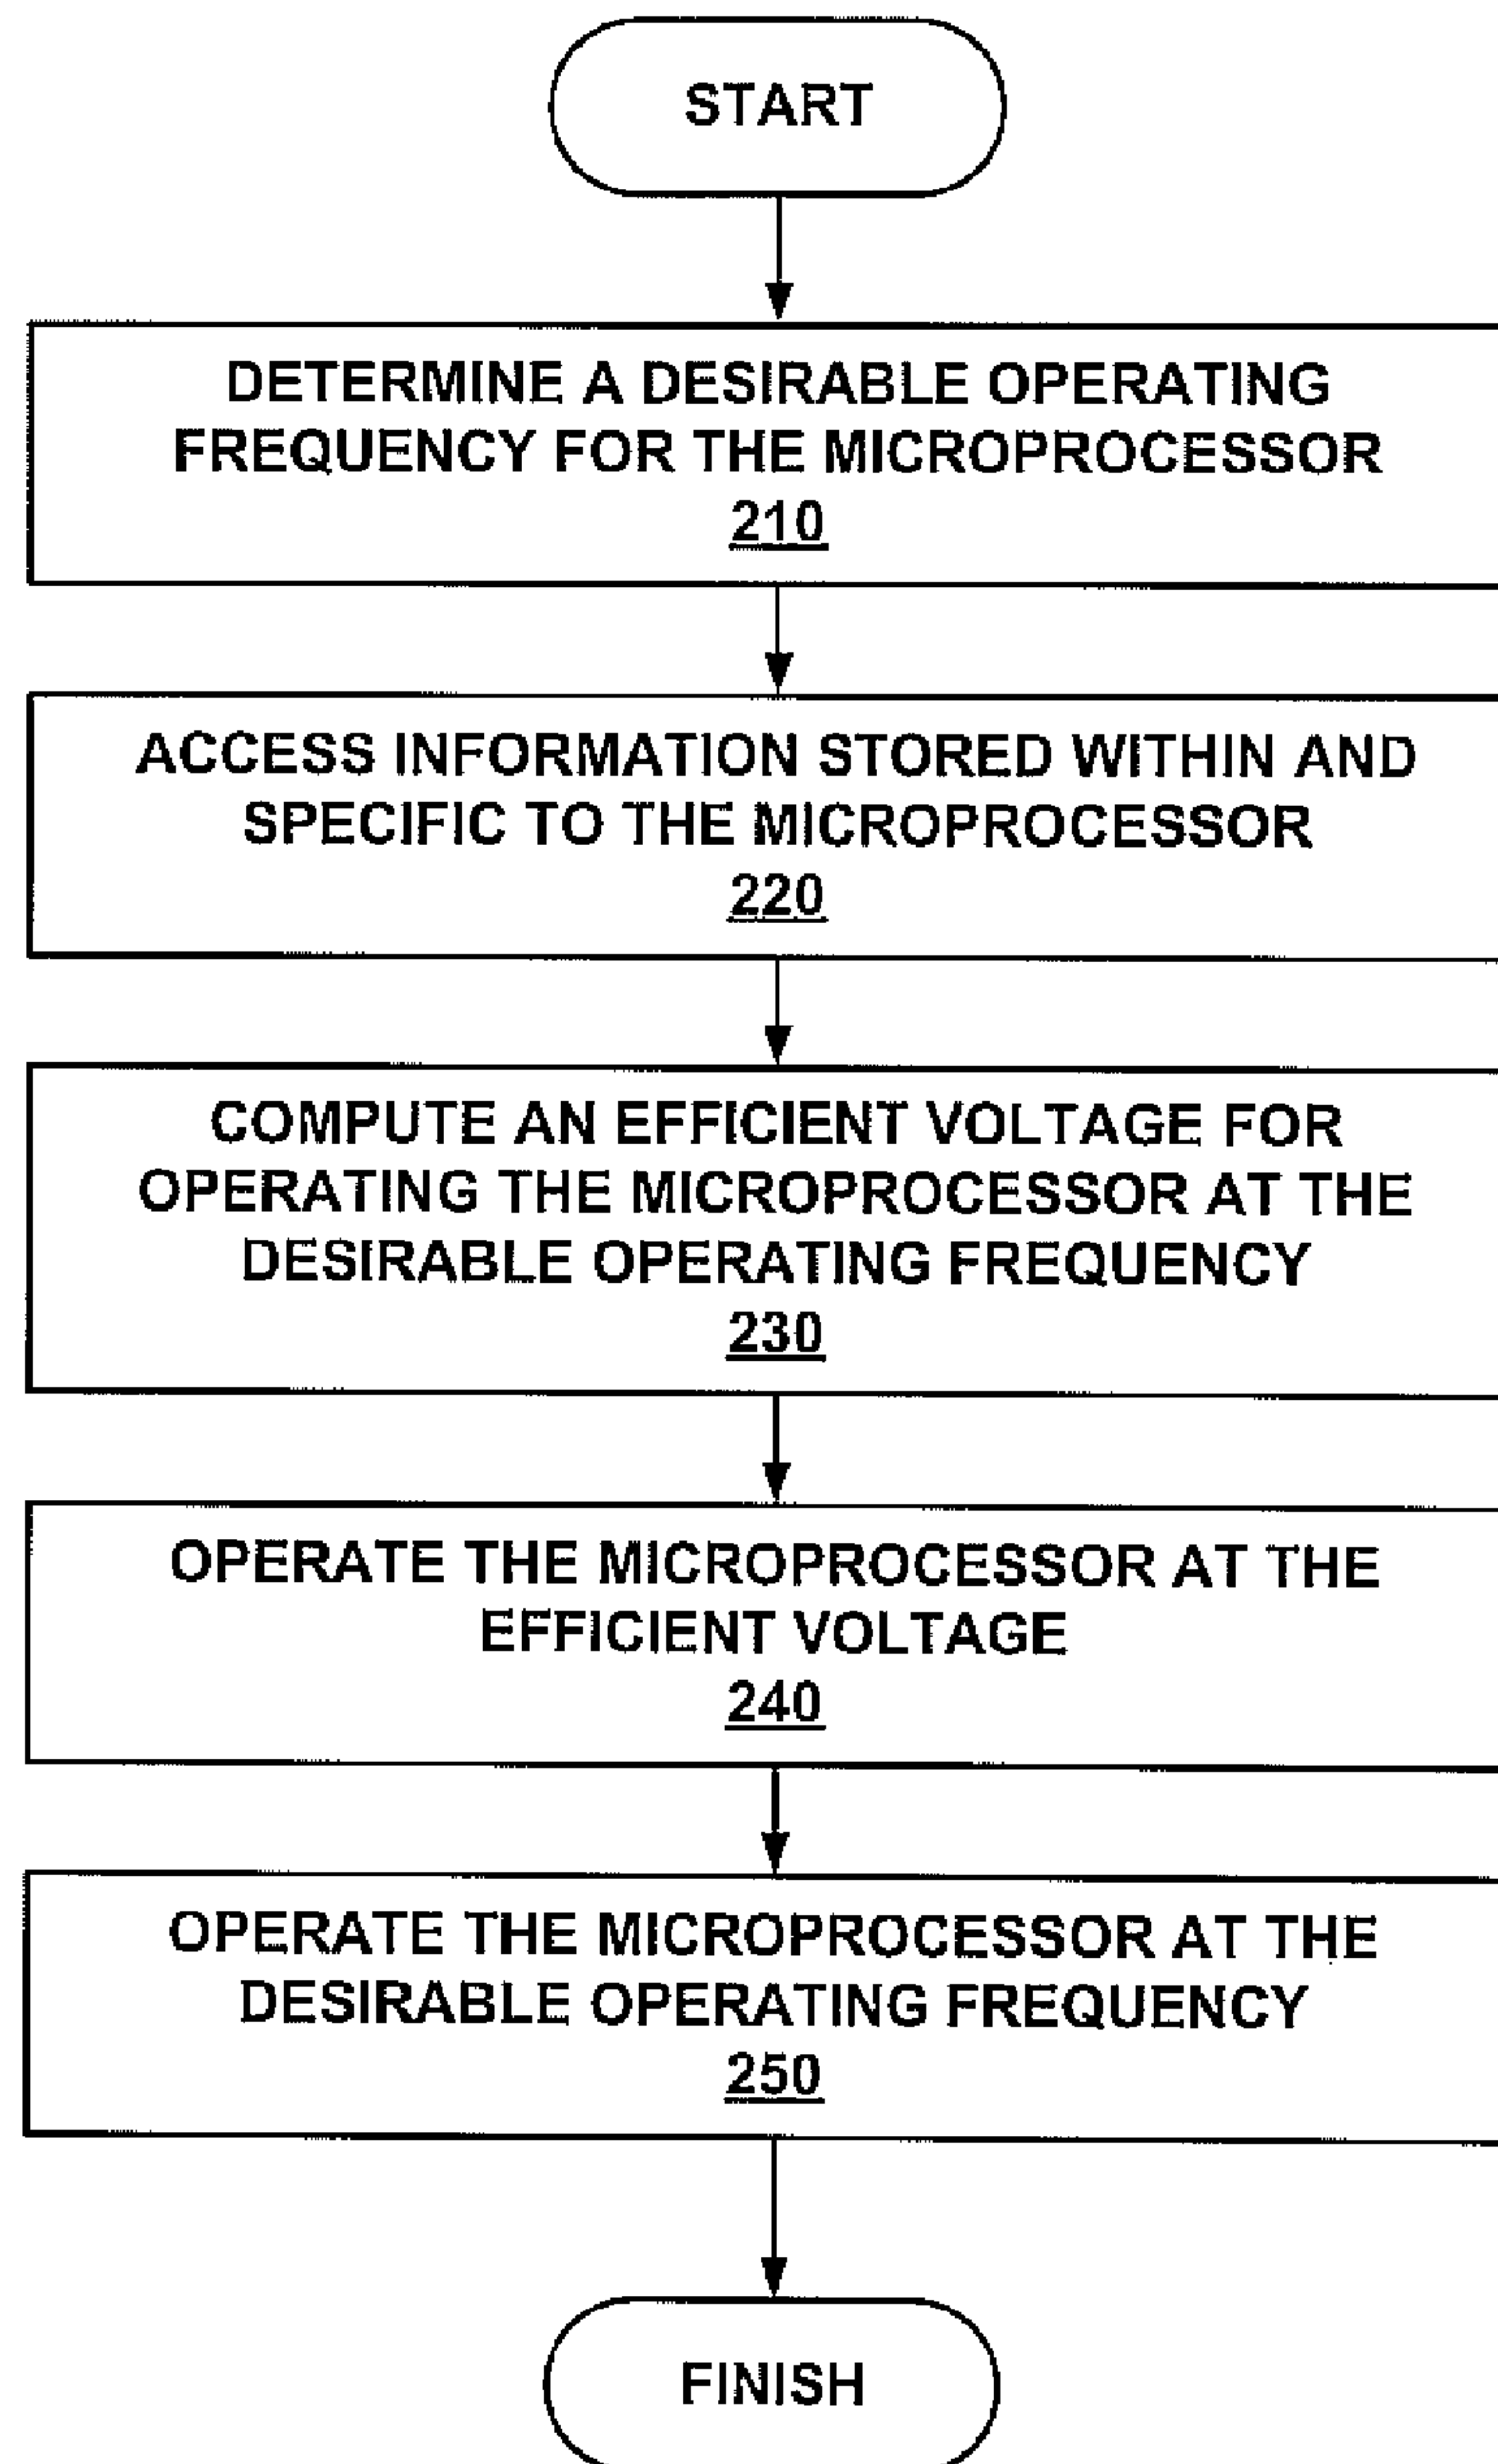 START
DETERMINE A DESIRABLE OPERATING
FREQUENCY FOR THE MICROPROCESSOR
210
ACCESS INFORMATION STORED WITHIN AND
SPECIFIC TO THE MICROPROCESSOR
220
COMPUTE AN EFFICIENT VOLTAGE FOR
OPERATING THE MICROPROCESSOR AT THE
DESIRABLE OPERATING FREQUENCY
230
OPERATE THE MICROPROCESSOR AT THE
EFFICIENT VOLTAGE
240
OPERATE THE MICROPROCESSOR AT THE
DESIRABLE OPERATING FREQUENCY
250
FINISH